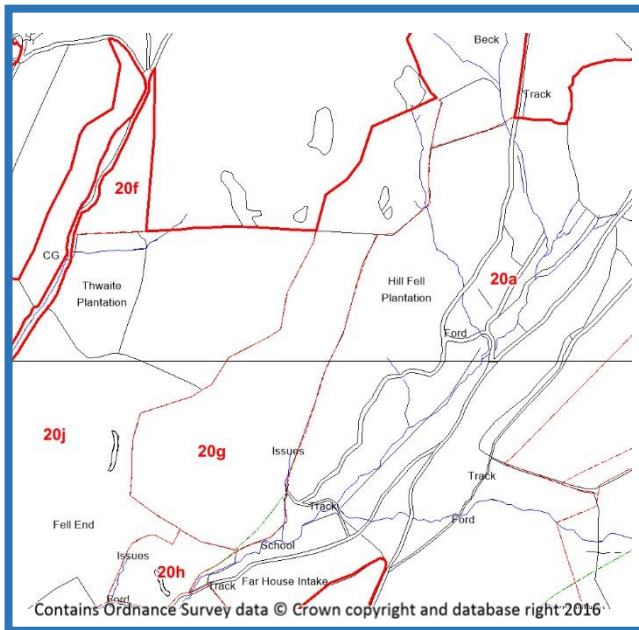 Beck
Track
20f
CG
Thwaite
Plantation
Hill Fell
Plantation
20a
Ford
20j
20g
Issues
Track
Track
Fell End
Ford
School
Issues
20h
Track
Far House Intake
Ford
Contains Ordnance Survey data © Crown copyright and database right 2016